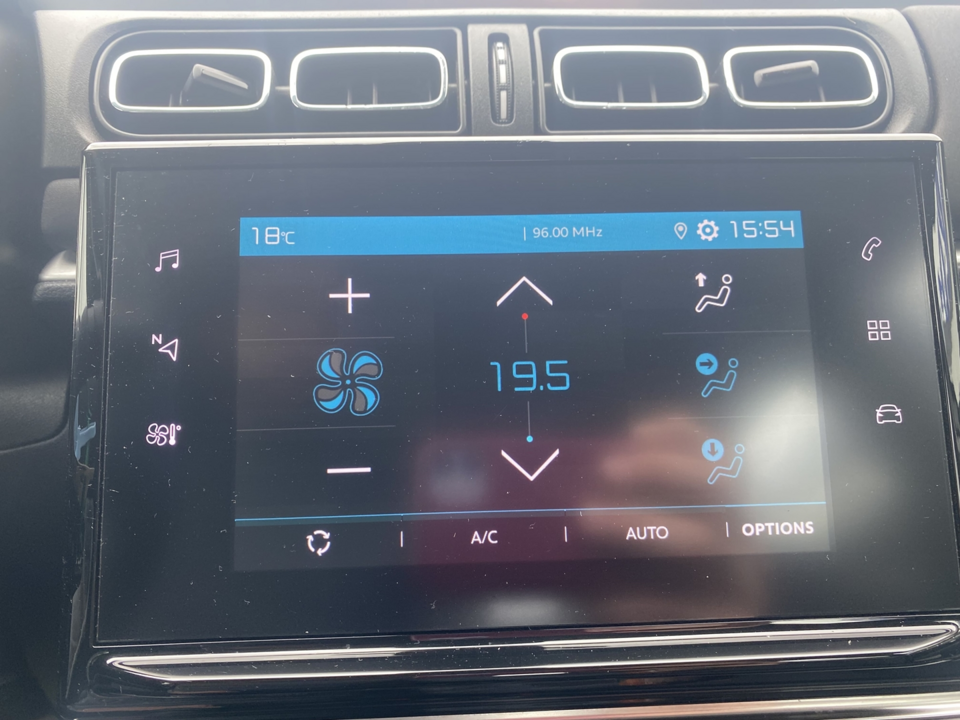 18°C | 96.00 MHz 15:54
N
19.5
A/C | AUTO | OPTIONS